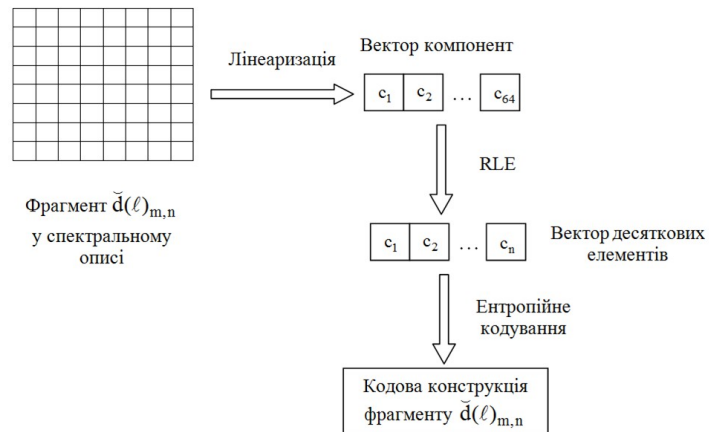 Лінеаризація
Вектор компонент
c₁ c₂ … c₆₄
RLE
Фрагмент d̆(ℓ)ₘ,ₙ
у спектральному
описі
c₁ c₂ … cₙ
Вектор десяткових
елементів
Ентропійне
кодування
Кодова конструкція
фрагменту d̆(ℓ)ₘ,ₙ